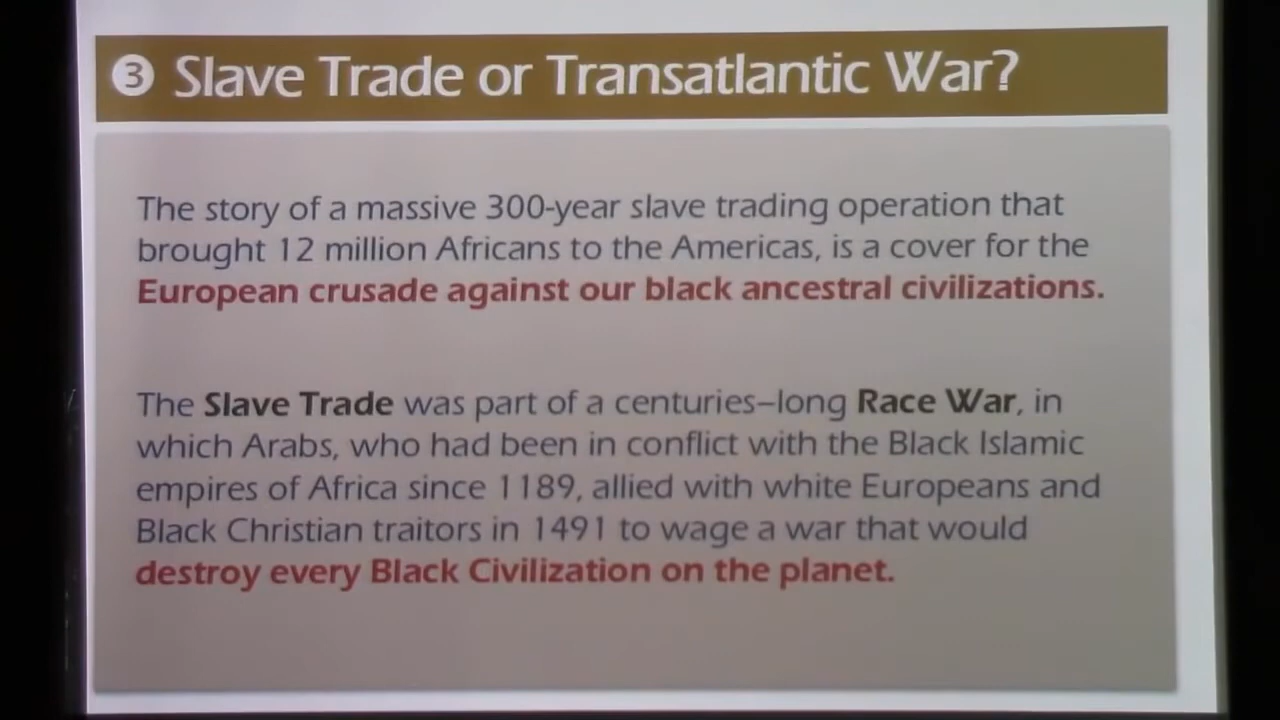 3 Slave Trade or Transatlantic War?
The story of a massive 300-year slave trading operation that
brought 12 million Africans to the Americas, is a cover for the
European crusade against our black ancestral civilizations.
The Slave Trade was part of a centuries–long Race War, in
which Arabs, who had been in conflict with the Black Islamic
empires of Africa since 1189, allied with white Europeans and
Black Christian traitors in 1491 to wage a war that would
destroy every Black Civilization on the planet.